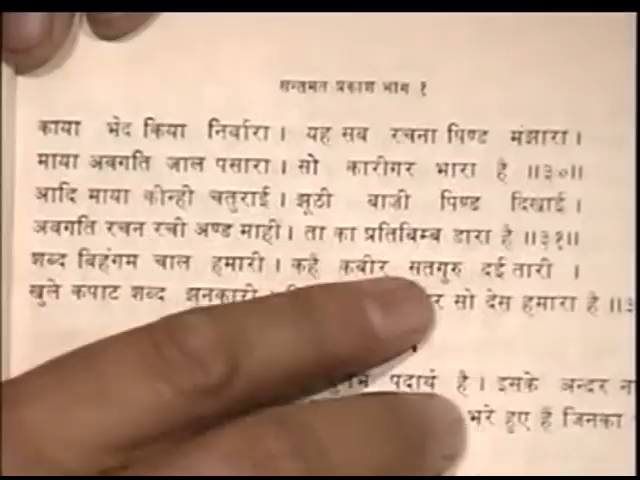 सन्तमत प्रकाश भाग १
काया भेद किया निर्वारा । यह सब रचना पिण्ड मंझारा ।
माया अवगति जाल पसारा । सो कारीगर भारा है ॥३०॥
आदि माया कीन्ही चतुराई । झूठी बाज़ी पिण्ड दिखाई ।
अवगति रचन रची अण्ड माहीं । ता का प्रतिबिम्ब डारा है ॥३१॥
शब्द बिहंगम चाल हमारी । कहै कबीर सतगुरु दई तारी ।
खुले कपाट शब्द झनकारी । सो देस हमारा है
पदार्थ है । इसके अन्दर
भरे हुए हैं जिनका